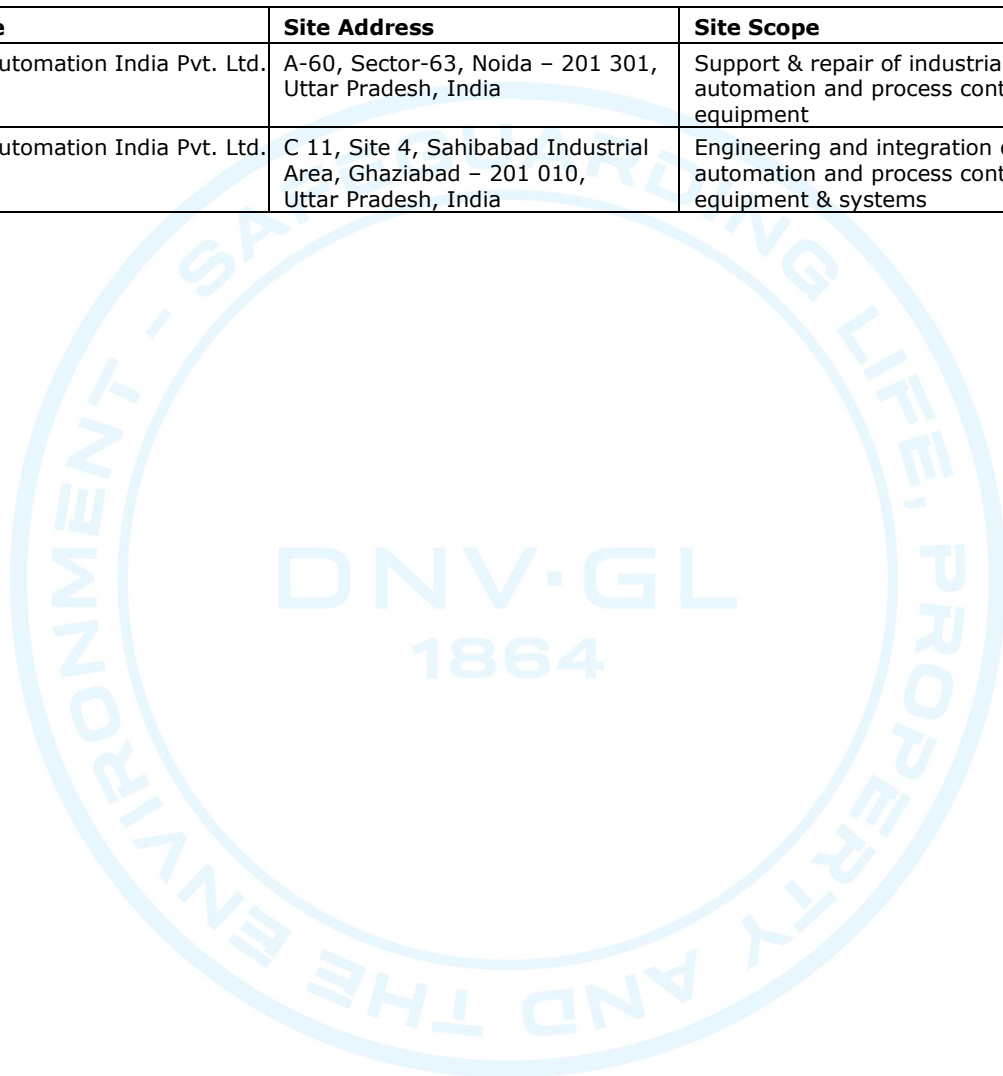 Site Address Site Scope
utomation India Pvt. Ltd. A-60, Sector-63, Noida – 201 301, Support & repair of industria
Uttar Pradesh, India automation and process cont
equipment
utomation India Pvt. Ltd. C 11, Site 4, Sahibabad Industrial Engineering and integration
Area, Ghaziabad – 201 010, automation and process cont
Uttar Pradesh, India equipment & systems
SAFEGUARDING LIFE, PROPERTY AND THE ENVIRONMENT -
DNV·GL
1864